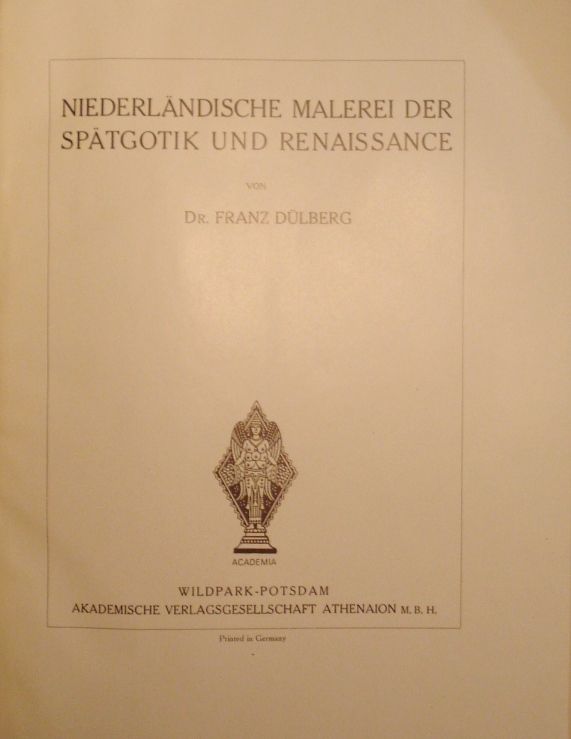 NIEDERLÄNDISCHE MALEREI DER
SPÄTGOTIK UND RENAISSANCE
VON
DR. FRANZ DÜLBERG
ACADEMIA
WILDPARK-POTSDAM
AKADEMISCHE VERLAGSGESELLSCHAFT ATHENAION M. B. H.
Printed in Germany